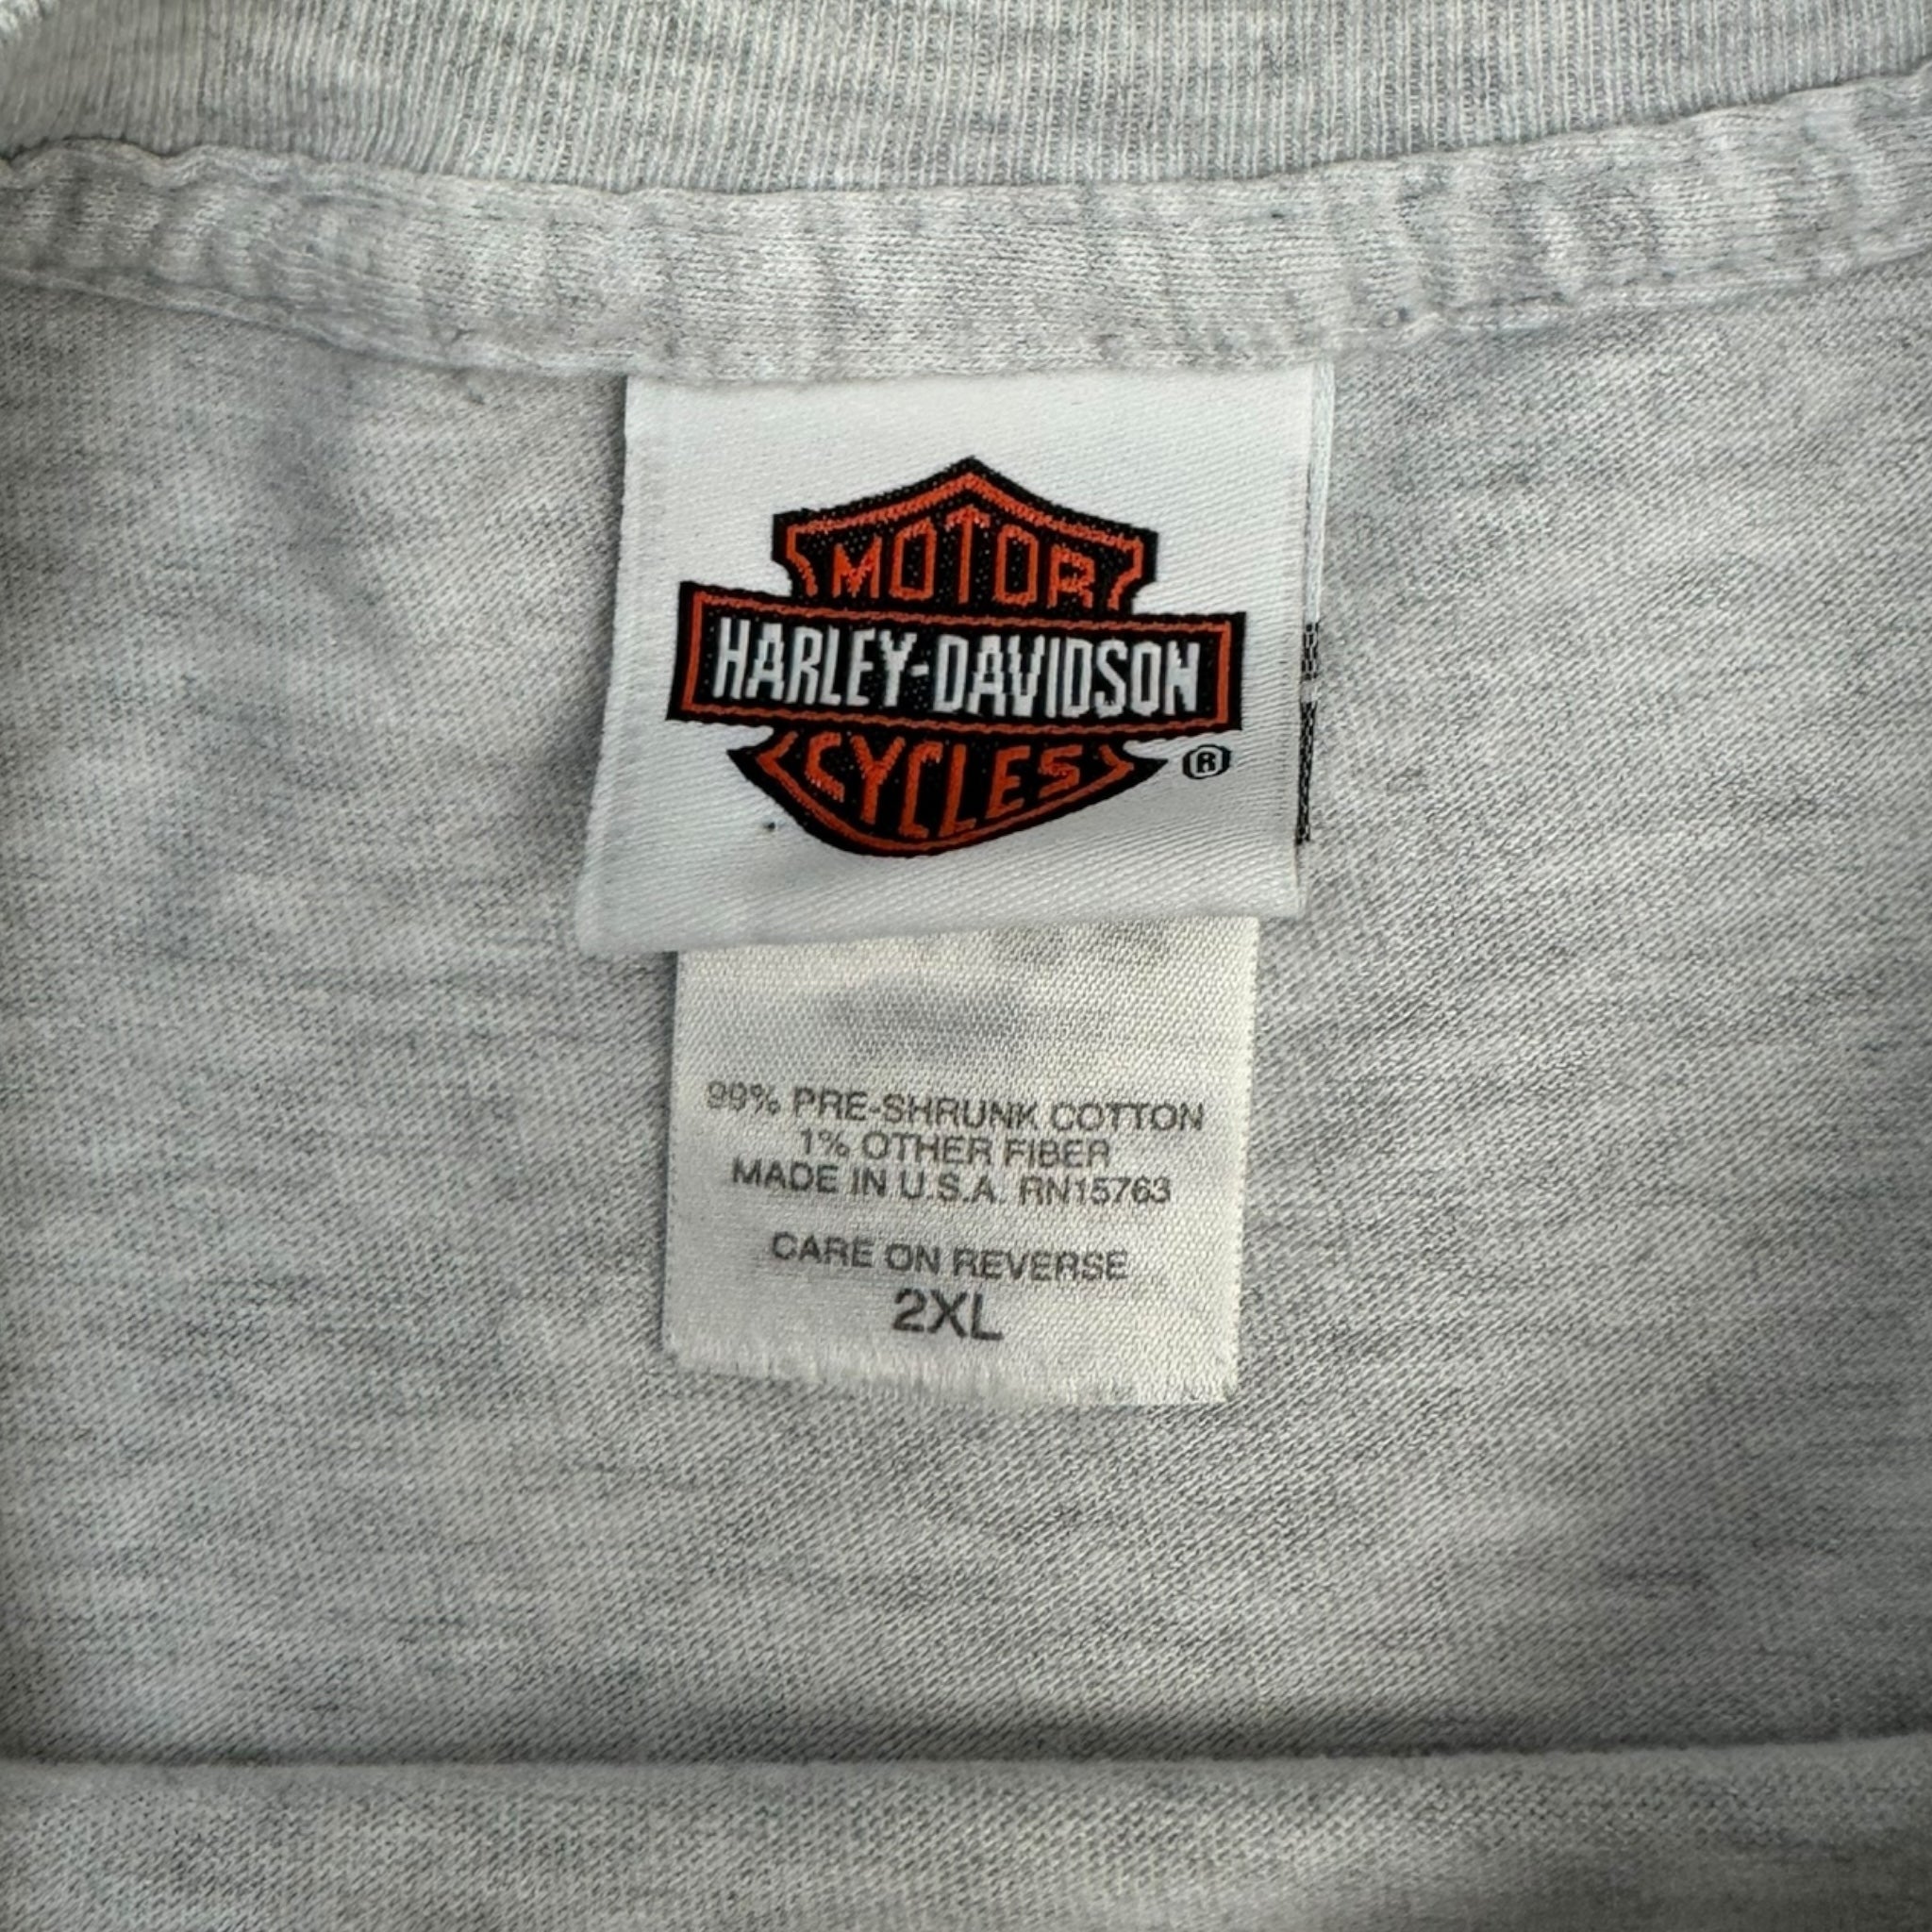 MOTOR
HARLEY-DAVIDSON
CYCLES ®
99% PRE-SHRUNK COTTON
1% OTHER FIBER
MADE IN U.S.A. RN15763
CARE ON REVERSE
2XL